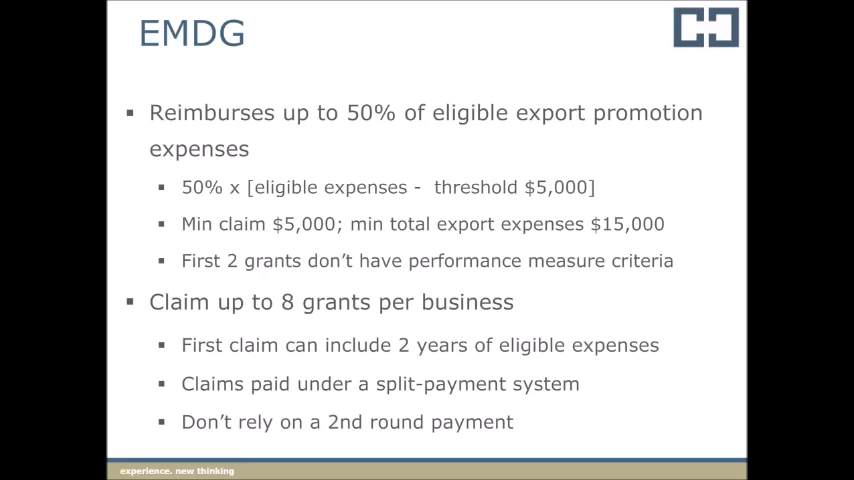 EMDG
Reimburses up to 50% of eligible export promotion
expenses
50% x [eligible expenses - threshold $5,000]
Min claim $5,000; min total export expenses $15,000
First 2 grants don't have performance measure criteria
Claim up to 8 grants per business
First claim can include 2 years of eligible expenses
Claims paid under a split-payment system
Don't rely on a 2nd round payment
experience. new thinking